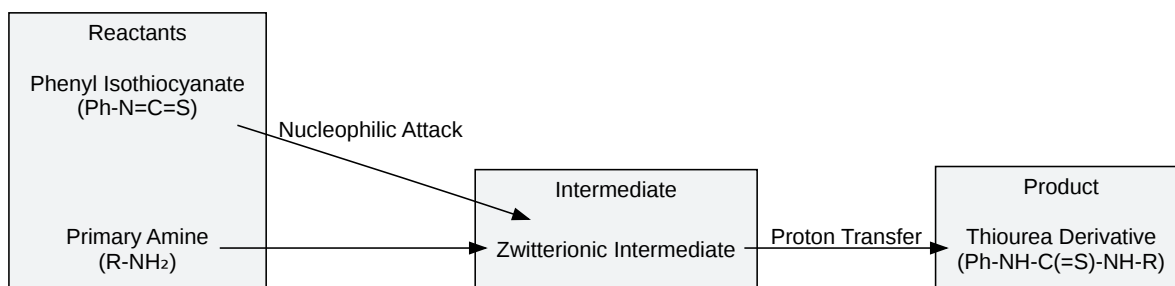 Reactants
Phenyl Isothiocyanate
(Ph-N=C=S)
Nucleophilic Attack
Primary Amine
(R-NH₂)
Intermediate
Zwitterionic Intermediate
Proton Transfer
Product
Thiourea Derivative
(Ph-NH-C(=S)-NH-R)